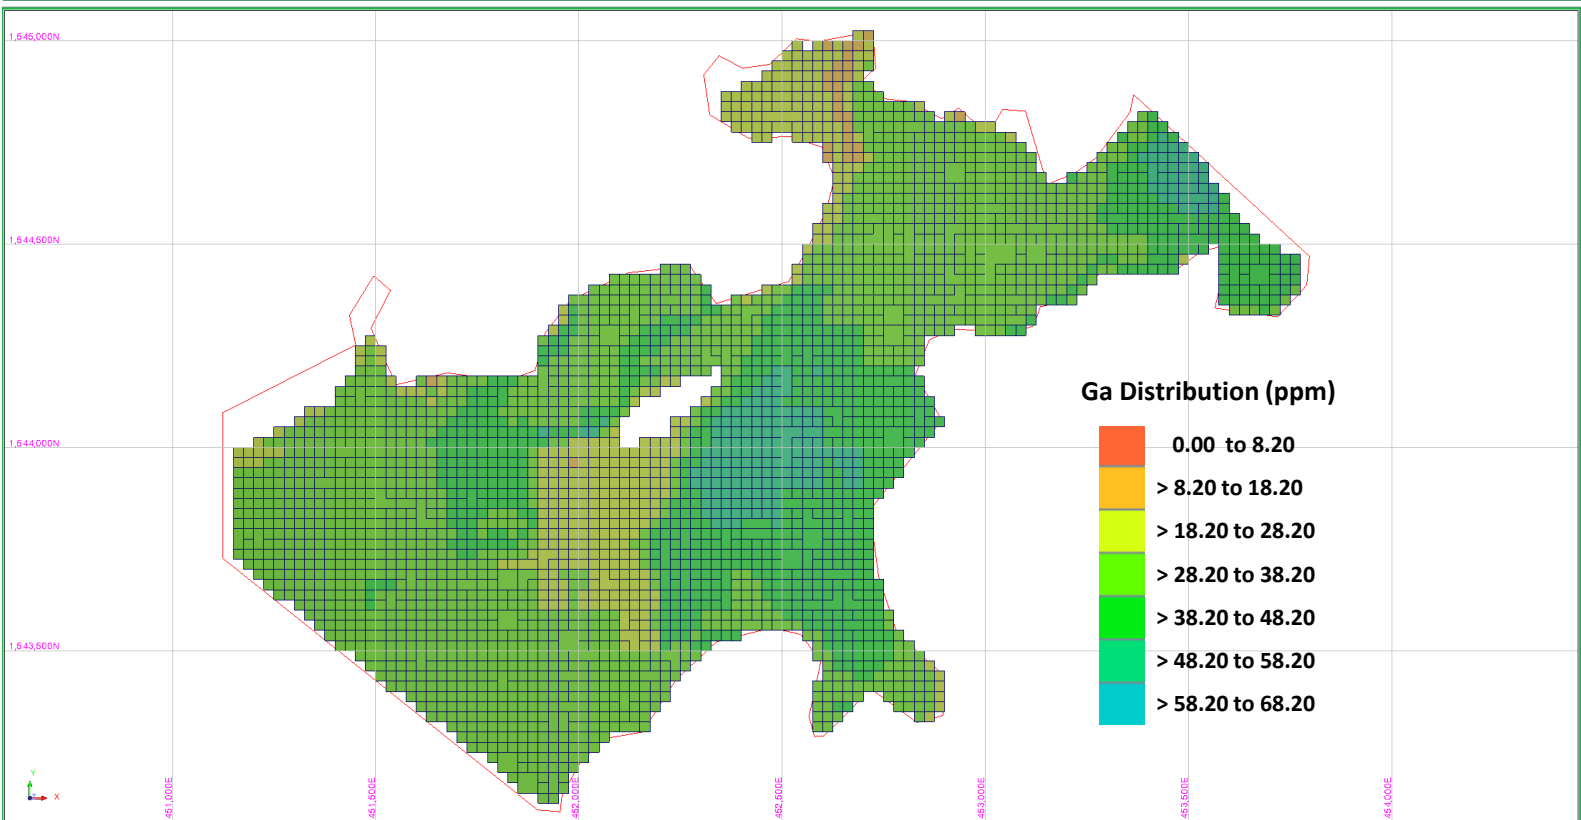 1,545,000N
1,544,500N
Ga Distribution (ppm)
0.00 to 8.20
> 8.20 to 18.20
1,544,000N
> 18.20 to 28.20
> 28.20 to 38.20
> 38.20 to 48.20
> 48.20 to 58.20
1,543,500N
> 58.20 to 68.20
Y
X
451,000E
451,500E
452,000E
452,500E
453,000E
453,500E
454,000E